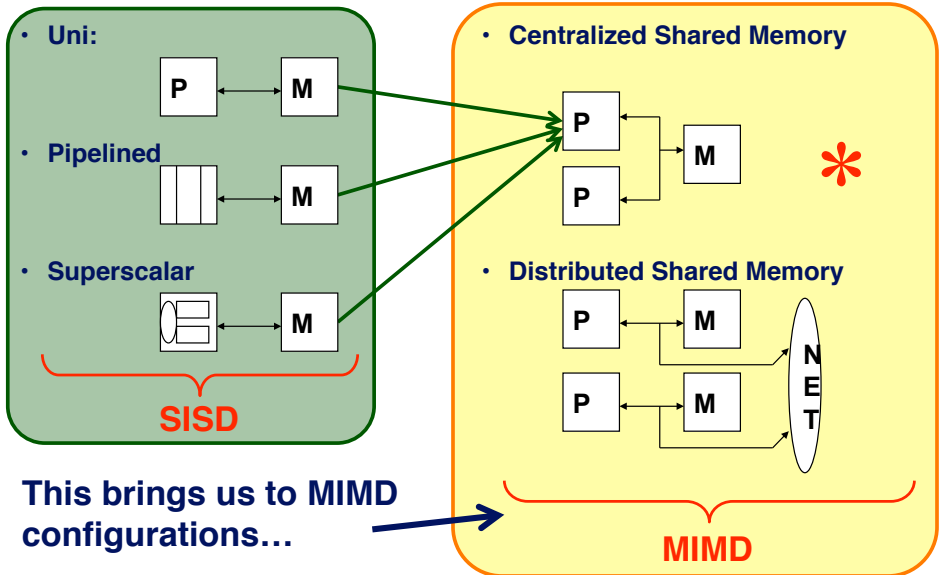 • Uni:
P
M
• Pipelined
M
• Superscalar
M
SISD
This brings us to MIMD
configurations…
• Centralized Shared Memory
P
M
P
*
• Distributed Shared Memory
P
M
P
M
N
E
T
MIMD